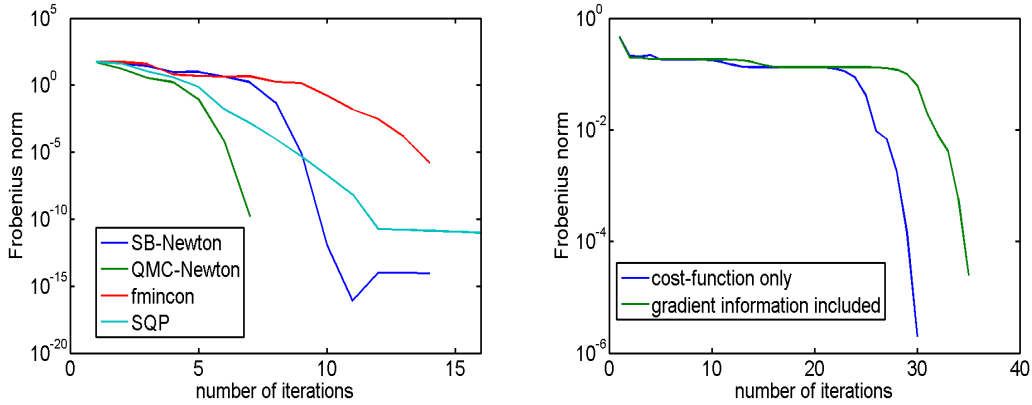 10^5
10^0
10^-5
10^-10
10^-15
10^-20
Frobenius norm
SB-Newton
QMC-Newton
fmincon
SQP
0
5
10
15
number of iterations
10^0
10^-2
10^-4
10^-6
Frobenius norm
cost-function only
gradient information included
0
10
20
30
40
number of iterations